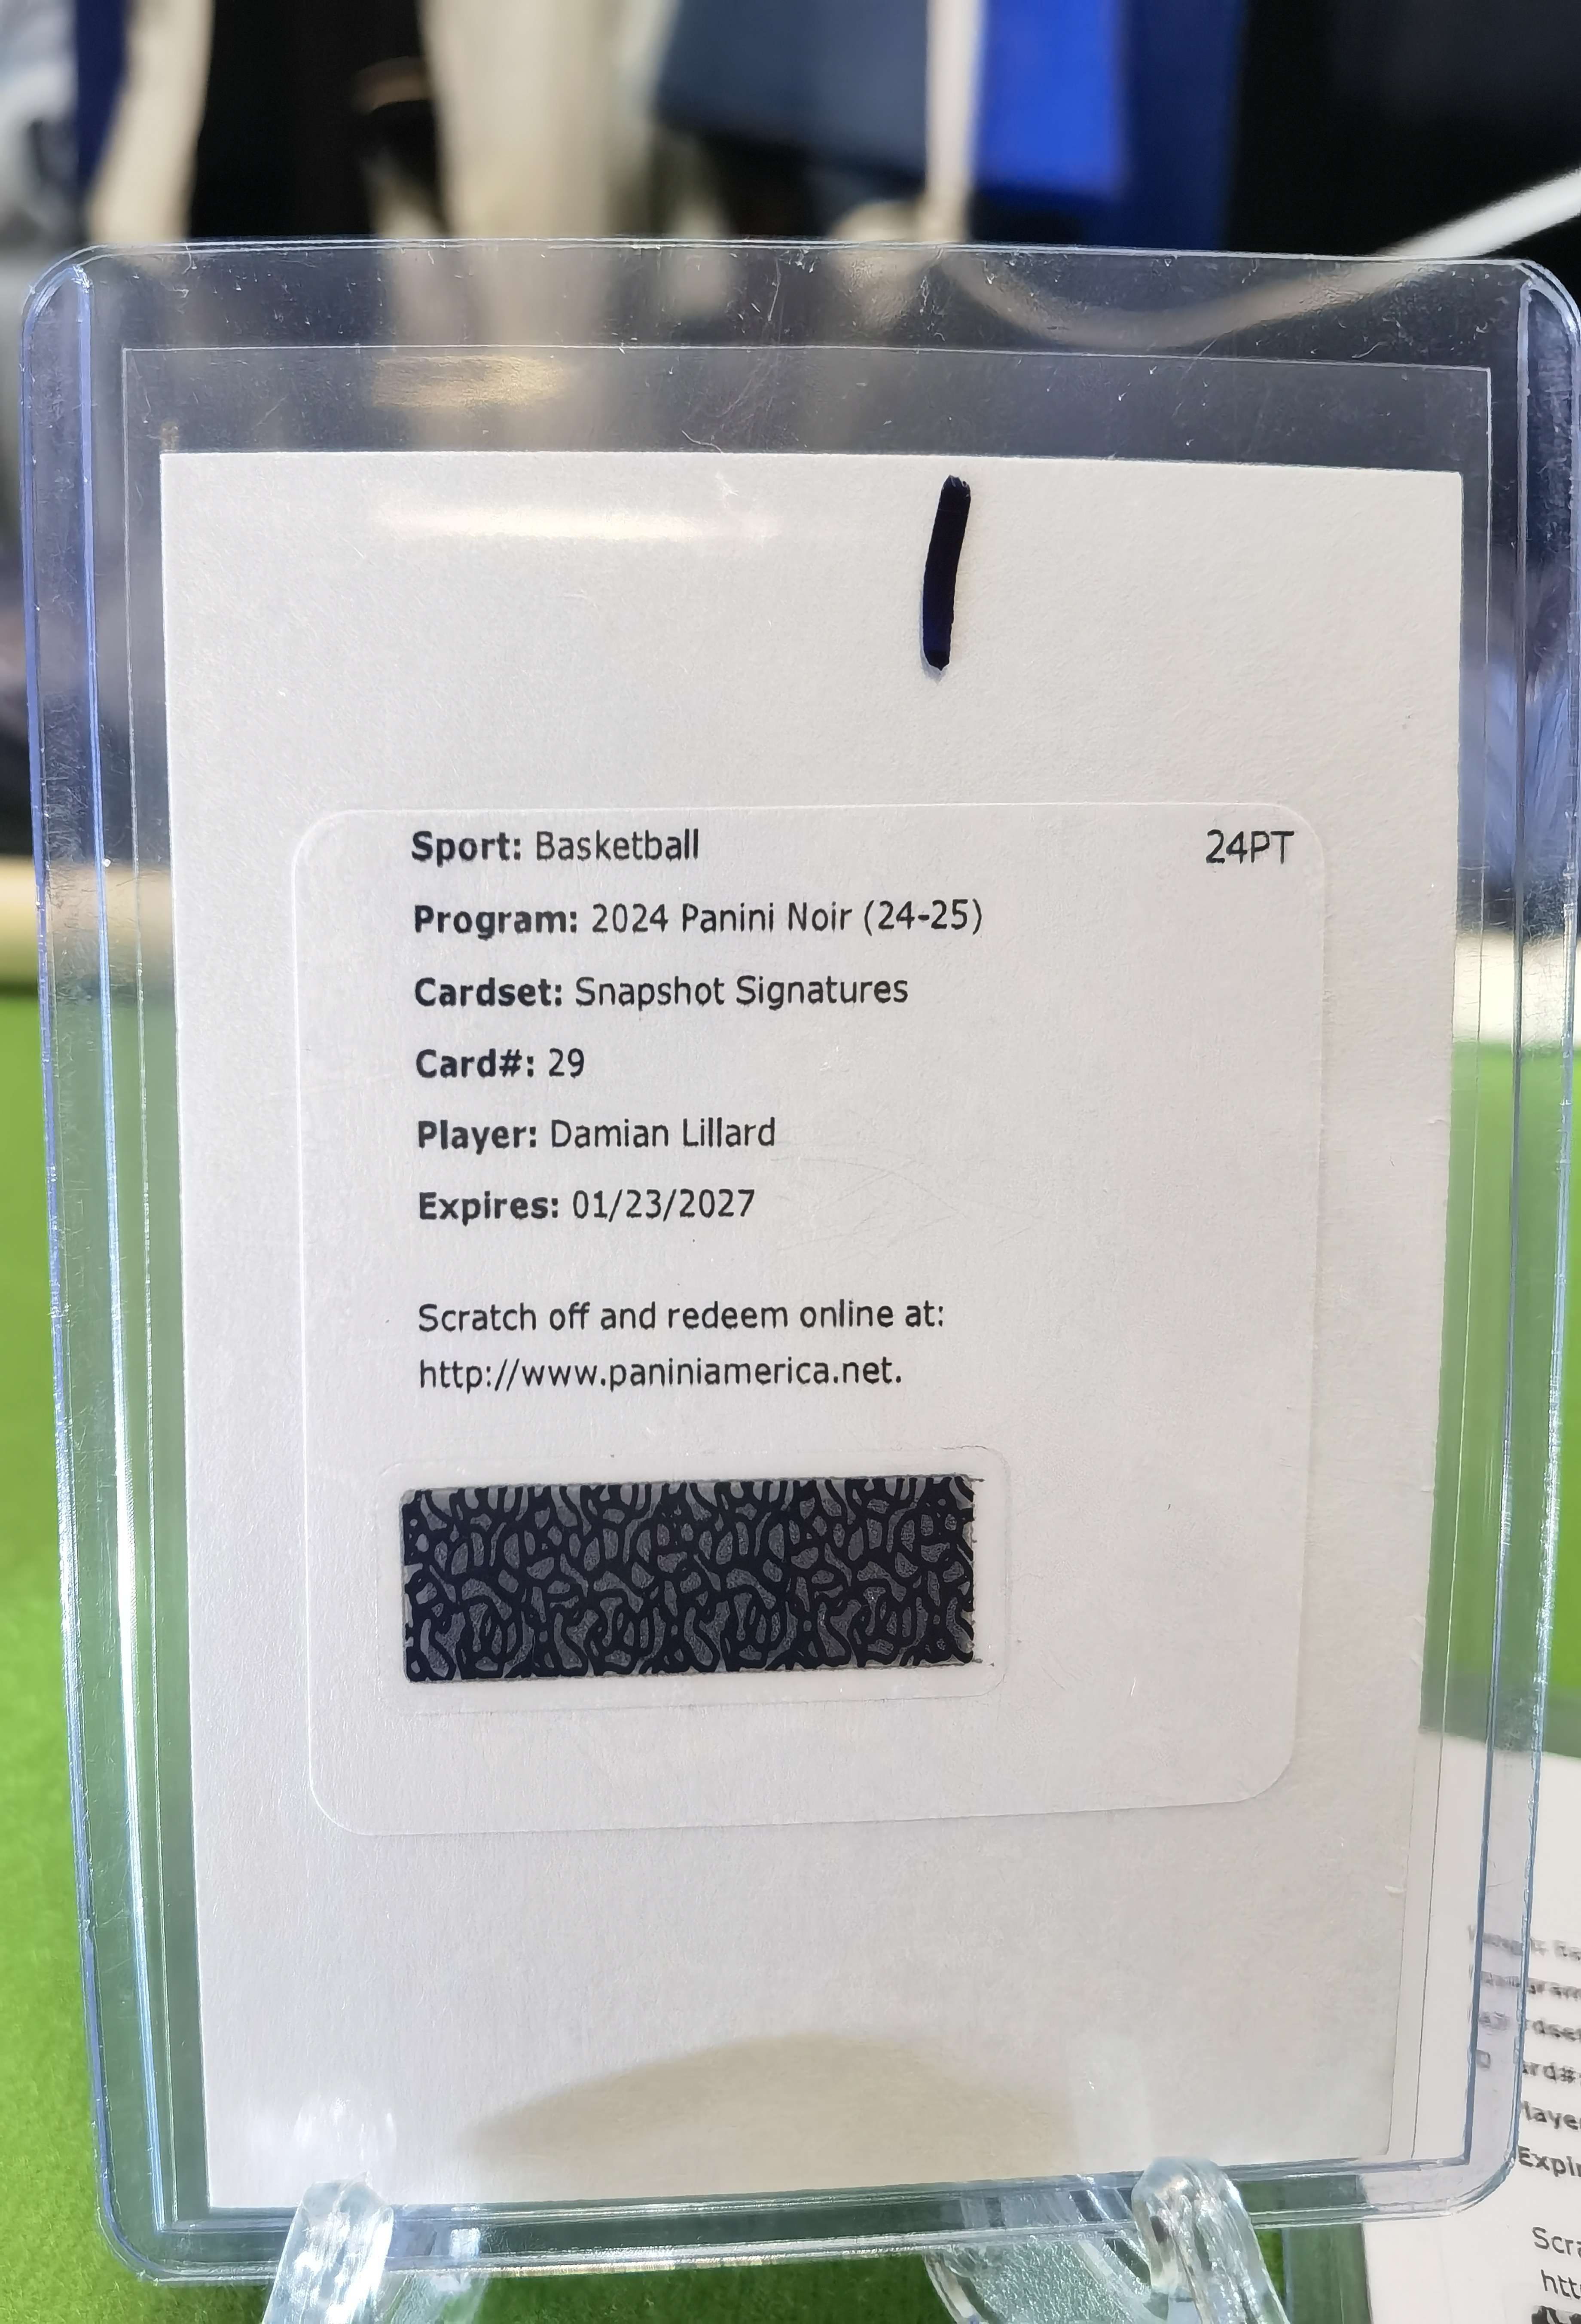 Sport: Basketball 24PT
Program: 2024 Panini Noir (24-25)
Cardset: Snapshot Signatures
Card#: 29
Player: Damian Lillard
Expires: 01/23/2027
Scratch off and redeem online at:
http://www.paniniamerica.net.